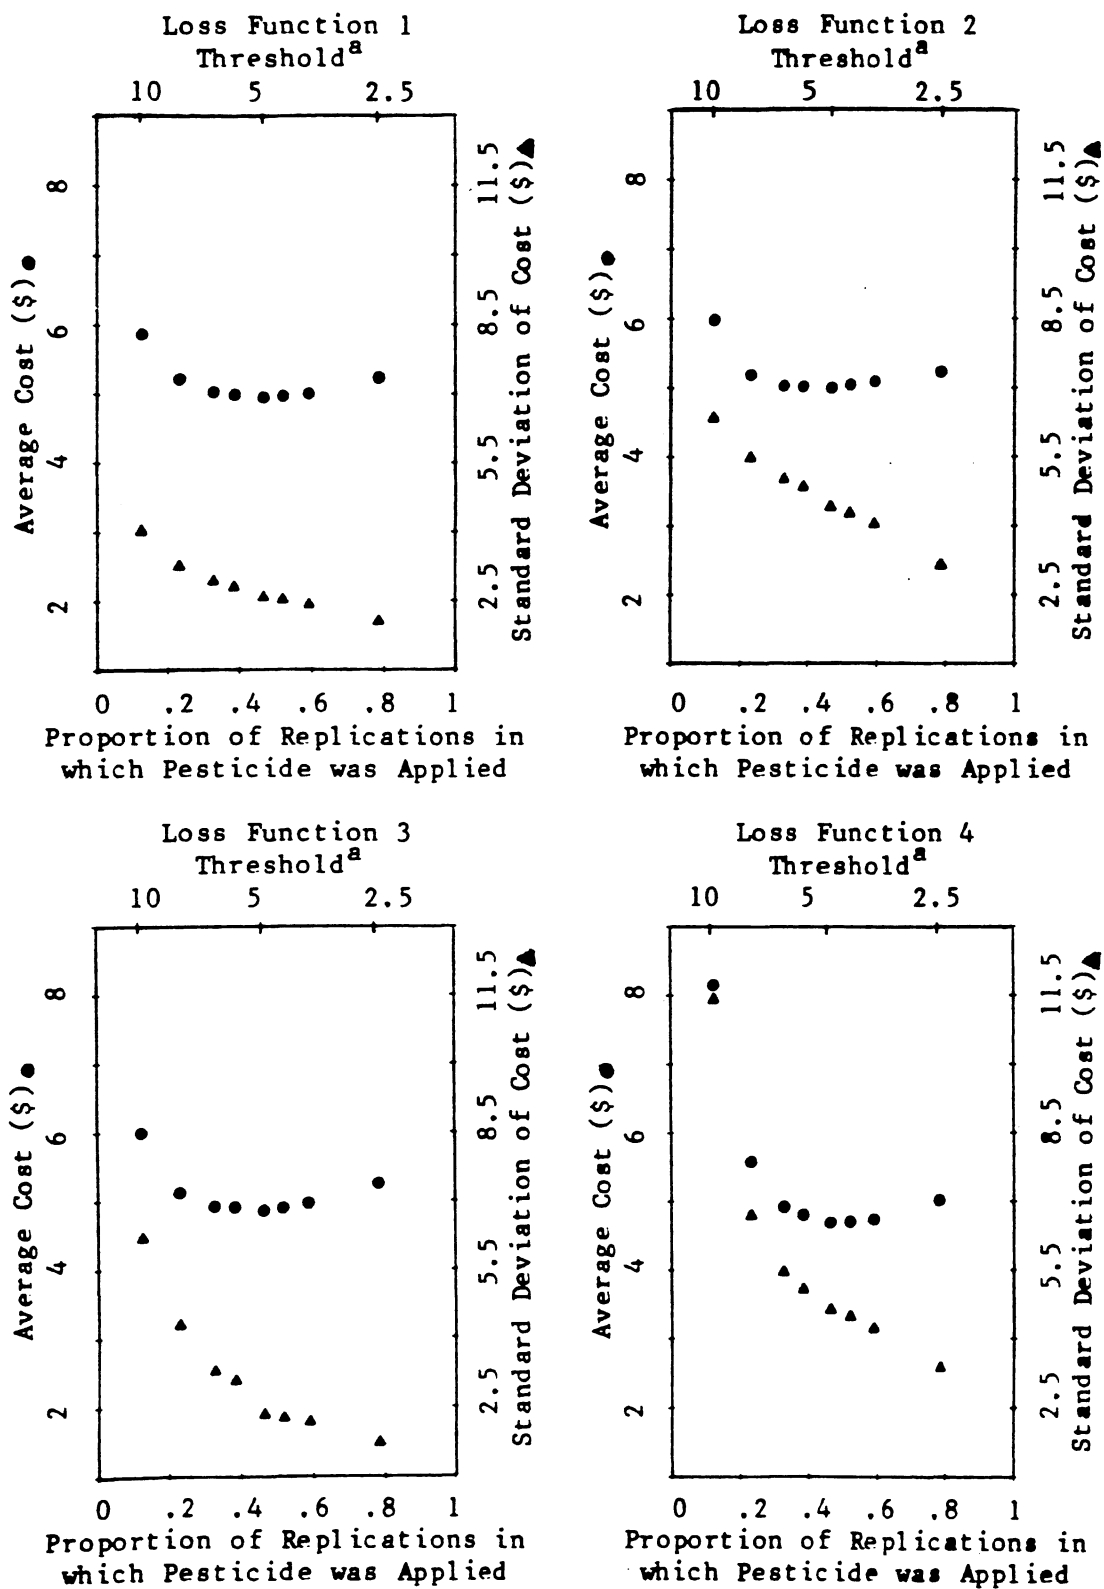 Loss Function 1
Threshold^a
10 5 2.5
Average Cost ($)●
8
6
4
2
Standard Deviation of Cost ($)▲
11.5
8.5
5.5
2.5
0 .2 .4 .6 .8 1
Proportion of Replications in
which Pesticide was Applied
Loss Function 2
Threshold^a
10 5 2.5
Average Cost ($)●
8
6
4
2
Standard Deviation of Cost ($)▲
11.5
8.5
5.5
2.5
0 .2 .4 .6 .8 1
Proportion of Replications in
which Pesticide was Applied
Loss Function 3
Threshold^a
10 5 2.5
Average Cost ($)●
8
6
4
2
Standard Deviation of Cost ($)▲
11.5
8.5
5.5
2.5
0 .2 .4 .6 .8 1
Proportion of Replications in
which Pesticide was Applied
Loss Function 4
Threshold^a
10 5 2.5
Average Cost ($)●
8
6
4
2
Standard Deviation of Cost ($)▲
11.5
8.5
5.5
2.5
0 .2 .4 .6 .8 1
Proportion of Replications in
which Pesticide was Applied